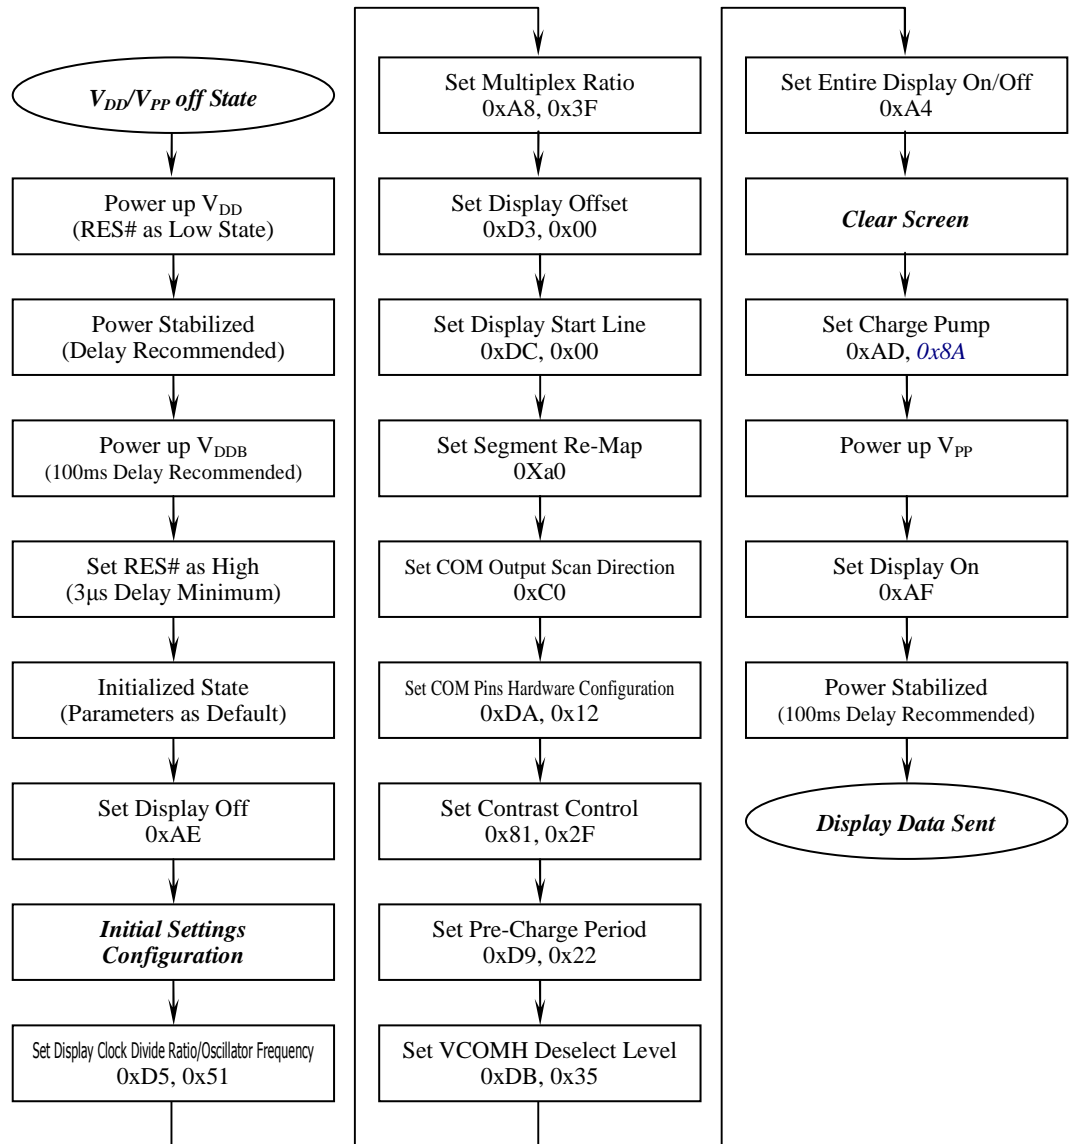 V_DD/V_PP off State
Power up V_DD
(RES# as Low State)
Power Stabilized
(Delay Recommended)
Power up V_DDB
(100ms Delay Recommended)
Set RES# as High
(3μs Delay Minimum)
Initialized State
(Parameters as Default)
Set Display Off
0xAE
Initial Settings
Configuration
Set Display Clock Divide Ratio/Oscillator Frequency
0xD5, 0x51
Set Multiplex Ratio
0xA8, 0x3F
Set Display Offset
0xD3, 0x00
Set Display Start Line
0xDC, 0x00
Set Segment Re-Map
0Xa0
Set COM Output Scan Direction
0xC0
Set COM Pins Hardware Configuration
0xDA, 0x12
Set Contrast Control
0x81, 0x2F
Set Pre-Charge Period
0xD9, 0x22
Set VCOMH Deselect Level
0xDB, 0x35
Set Entire Display On/Off
0xA4
Clear Screen
Set Charge Pump
0xAD, 0x8A
Power up V_PP
Set Display On
0xAF
Power Stabilized
(100ms Delay Recommended)
Display Data Sent